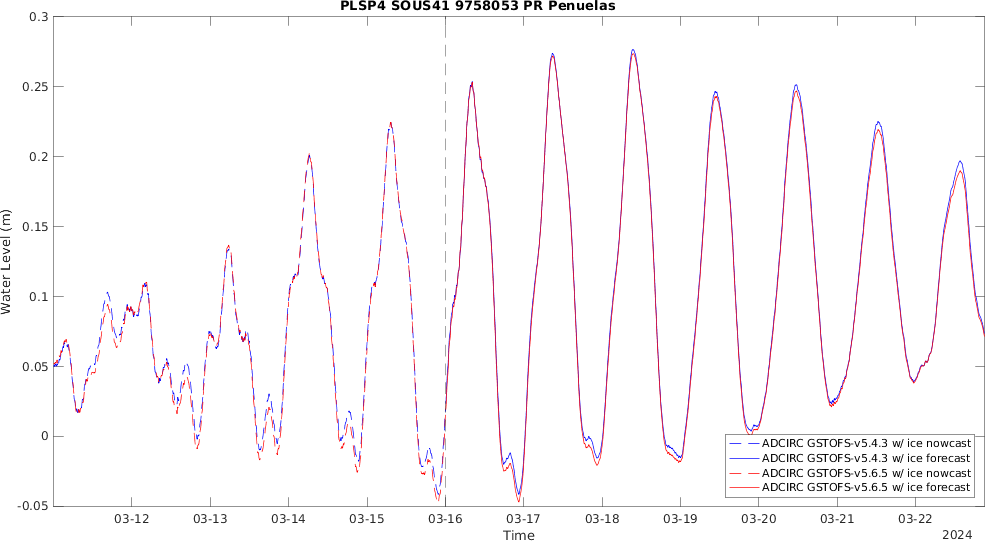 PLSP4 SOUS41 9758053 PR Penuelas
0.3
0.25
0.2
0.15
0.1
0.05
0
-0.05
Water Level (m)
ADCIRC GSTOFS-v5.4.3 w/ ice nowcast
ADCIRC GSTOFS-v5.4.3 w/ ice forecast
ADCIRC GSTOFS-v5.6.5 w/ ice nowcast
ADCIRC GSTOFS-v5.6.5 w/ ice forecast
03-12 03-13 03-14 03-15 03-16 03-17 03-18 03-19 03-20 03-21 03-22
Time
2024